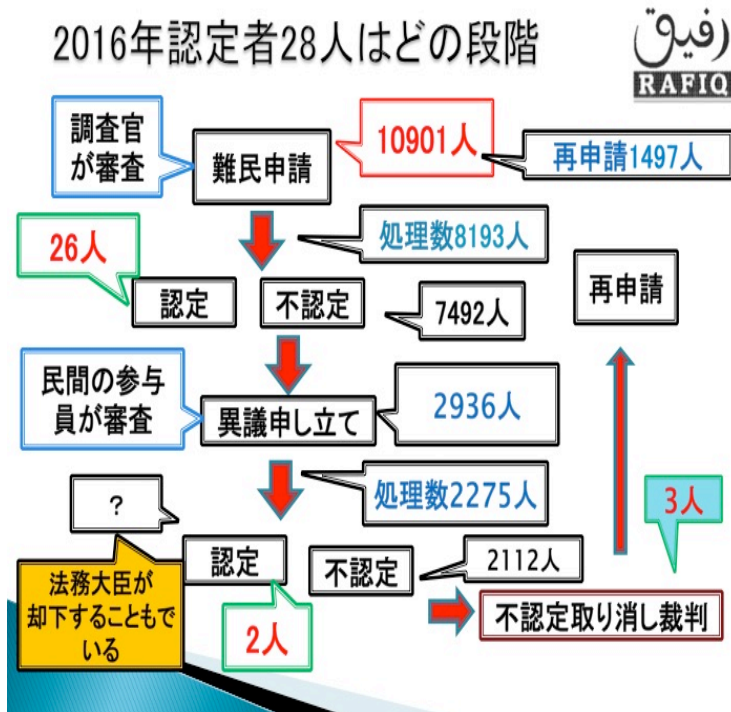 2016年認定者28人はどの段階
رفيق
RAFIQ
調査官
が審査
難民申請
10901人
再申請1497人
処理数8193人
26人
認定
不認定
7492人
再申請
民間の参与
員が審査
異議申し立て
2936人
処理数2275人
?
認定
不認定
2112人
3人
法務大臣が
却下することもで
いる
2人
不認定取り消し裁判